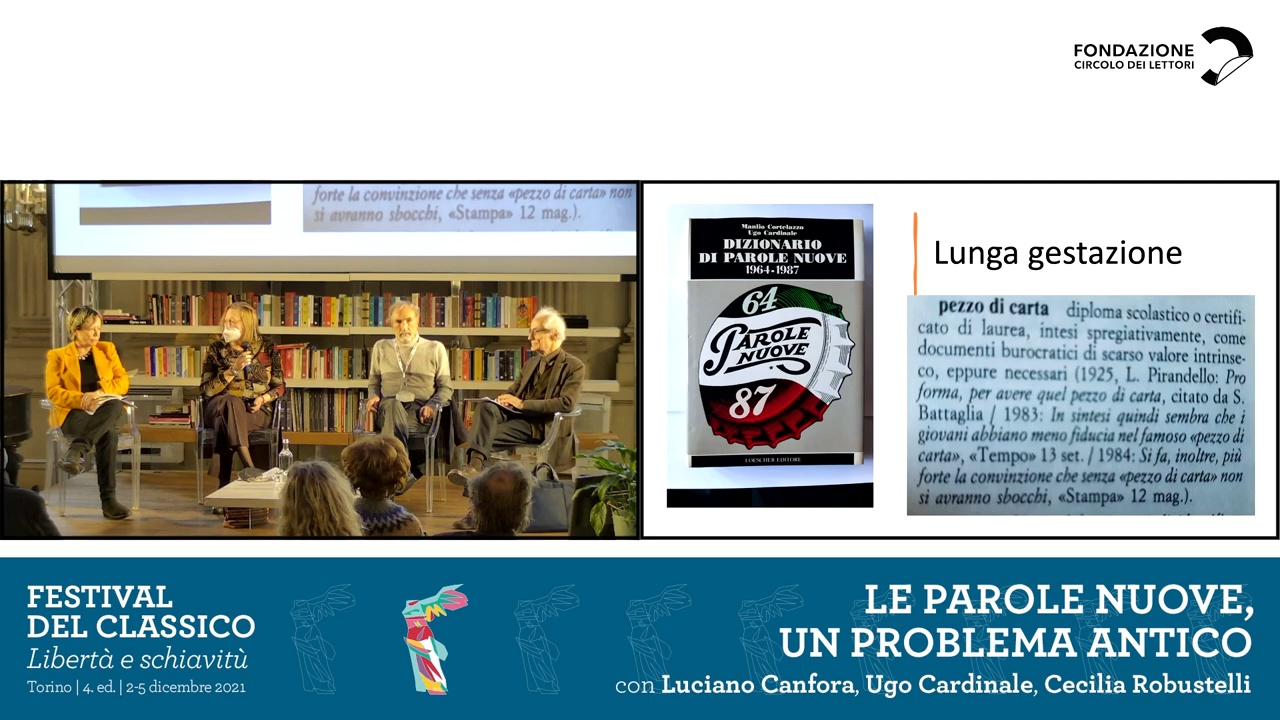 FONDAZIONE
CIRCOLO DEI LETTORI
forte la convinzione che senza «pezzo di carta» non
si avranno sbocchi, «Stampa» 12 mag.).
Manlio Cortelazzo
Ugo Cardinale
DIZIONARIO
DI PAROLE NUOVE
1964-1987
64
PAROLE
NUOVE
87
LOESCHER EDITORE
Lunga gestazione
pezzo di carta diploma scolastico o certifi-
cato di laurea, intesi spregiativamente, come
documenti burocratici di scarso valore intrinse-
co, eppure necessari (1925, L. Pirandello: Pro
forma, per avere quel pezzo di carta, citato da S.
Battaglia / 1983: In sintesi quindi sembra che i
giovani abbiano meno fiducia nel famoso «pezzo di
carta», «Tempo» 13 set. / 1984: Si fa, inoltre, più
forte la convinzione che senza «pezzo di carta» non
si avranno sbocchi, «Stampa» 12 mag.).
FESTIVAL
DEL CLASSICO
Libertà e schiavitù
Torino | 4. ed. | 2-5 dicembre 2021
LE PAROLE NUOVE,
UN PROBLEMA ANTICO
con Luciano Canfora, Ugo Cardinale, Cecilia Robustelli